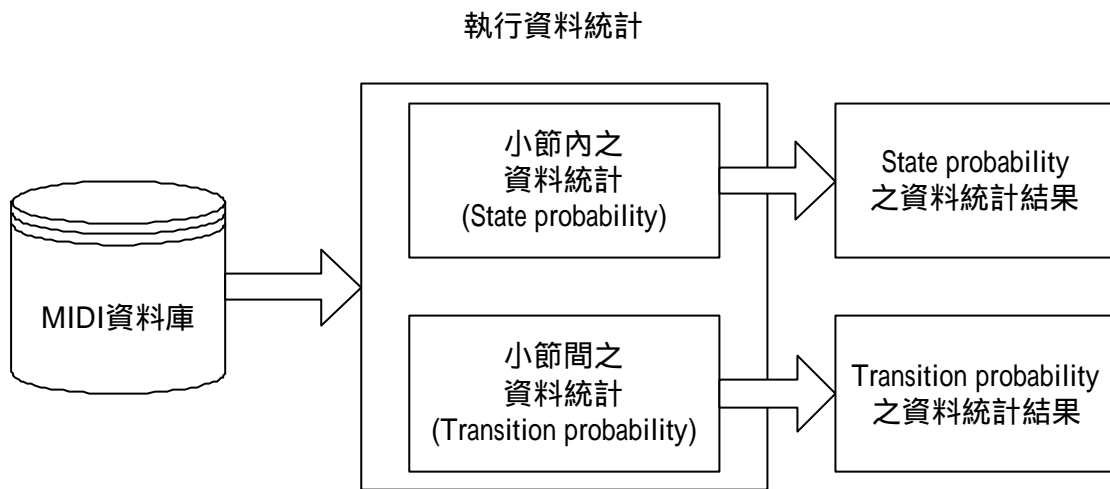 執行資料統計
MIDI資料庫
小節內之
資料統計
(State probability)
State probability
之資料統計結果
小節間之
資料統計
(Transition probability)
Transition probability
之資料統計結果